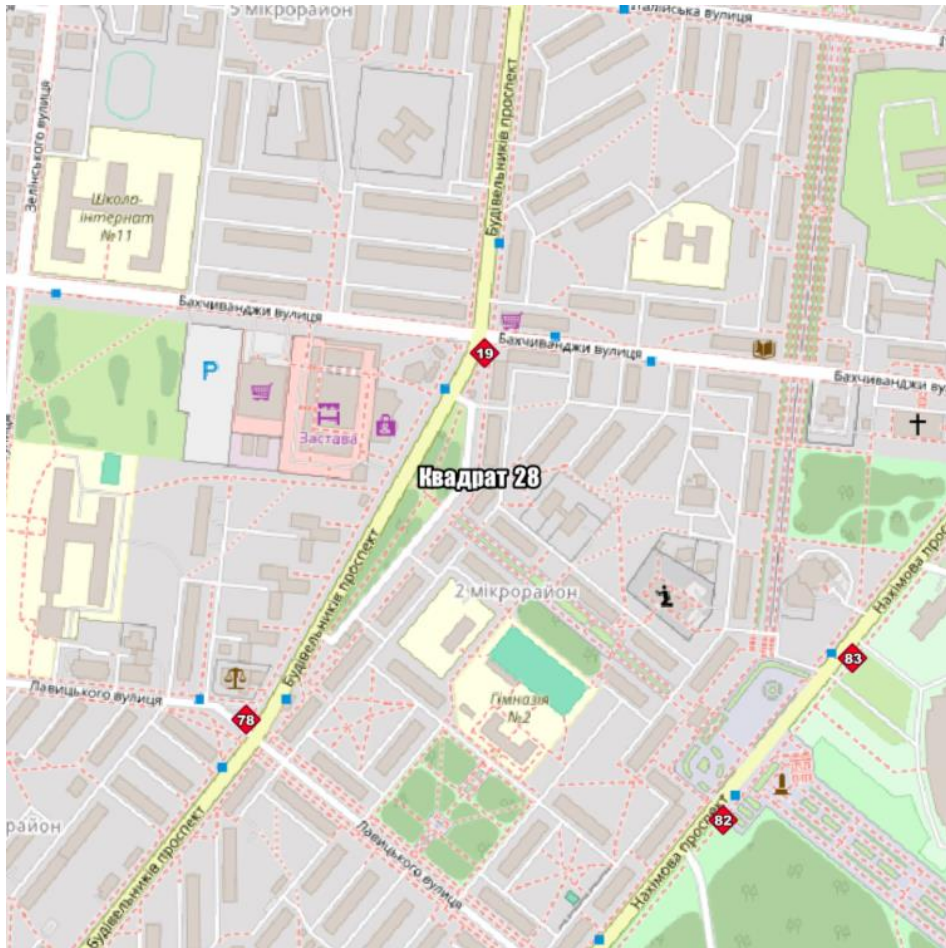 5 мікрорайон
Італійська вулиця
Зелінського вулиця
Будівельників проспект
Школо-
інтернат
№11
Бахчиванджи вулиця
Бахчиванджи вулиця
19
Бахчиванджи ву
P
Застава
Квадрат 28
Будівельників проспект
2 мікрорайон
Нахімова прос
83
Лавицького вулиця
Гімназія
№2
78
82
район
Лавицького вулиця
Нахімова проспект
Будівельників проспект